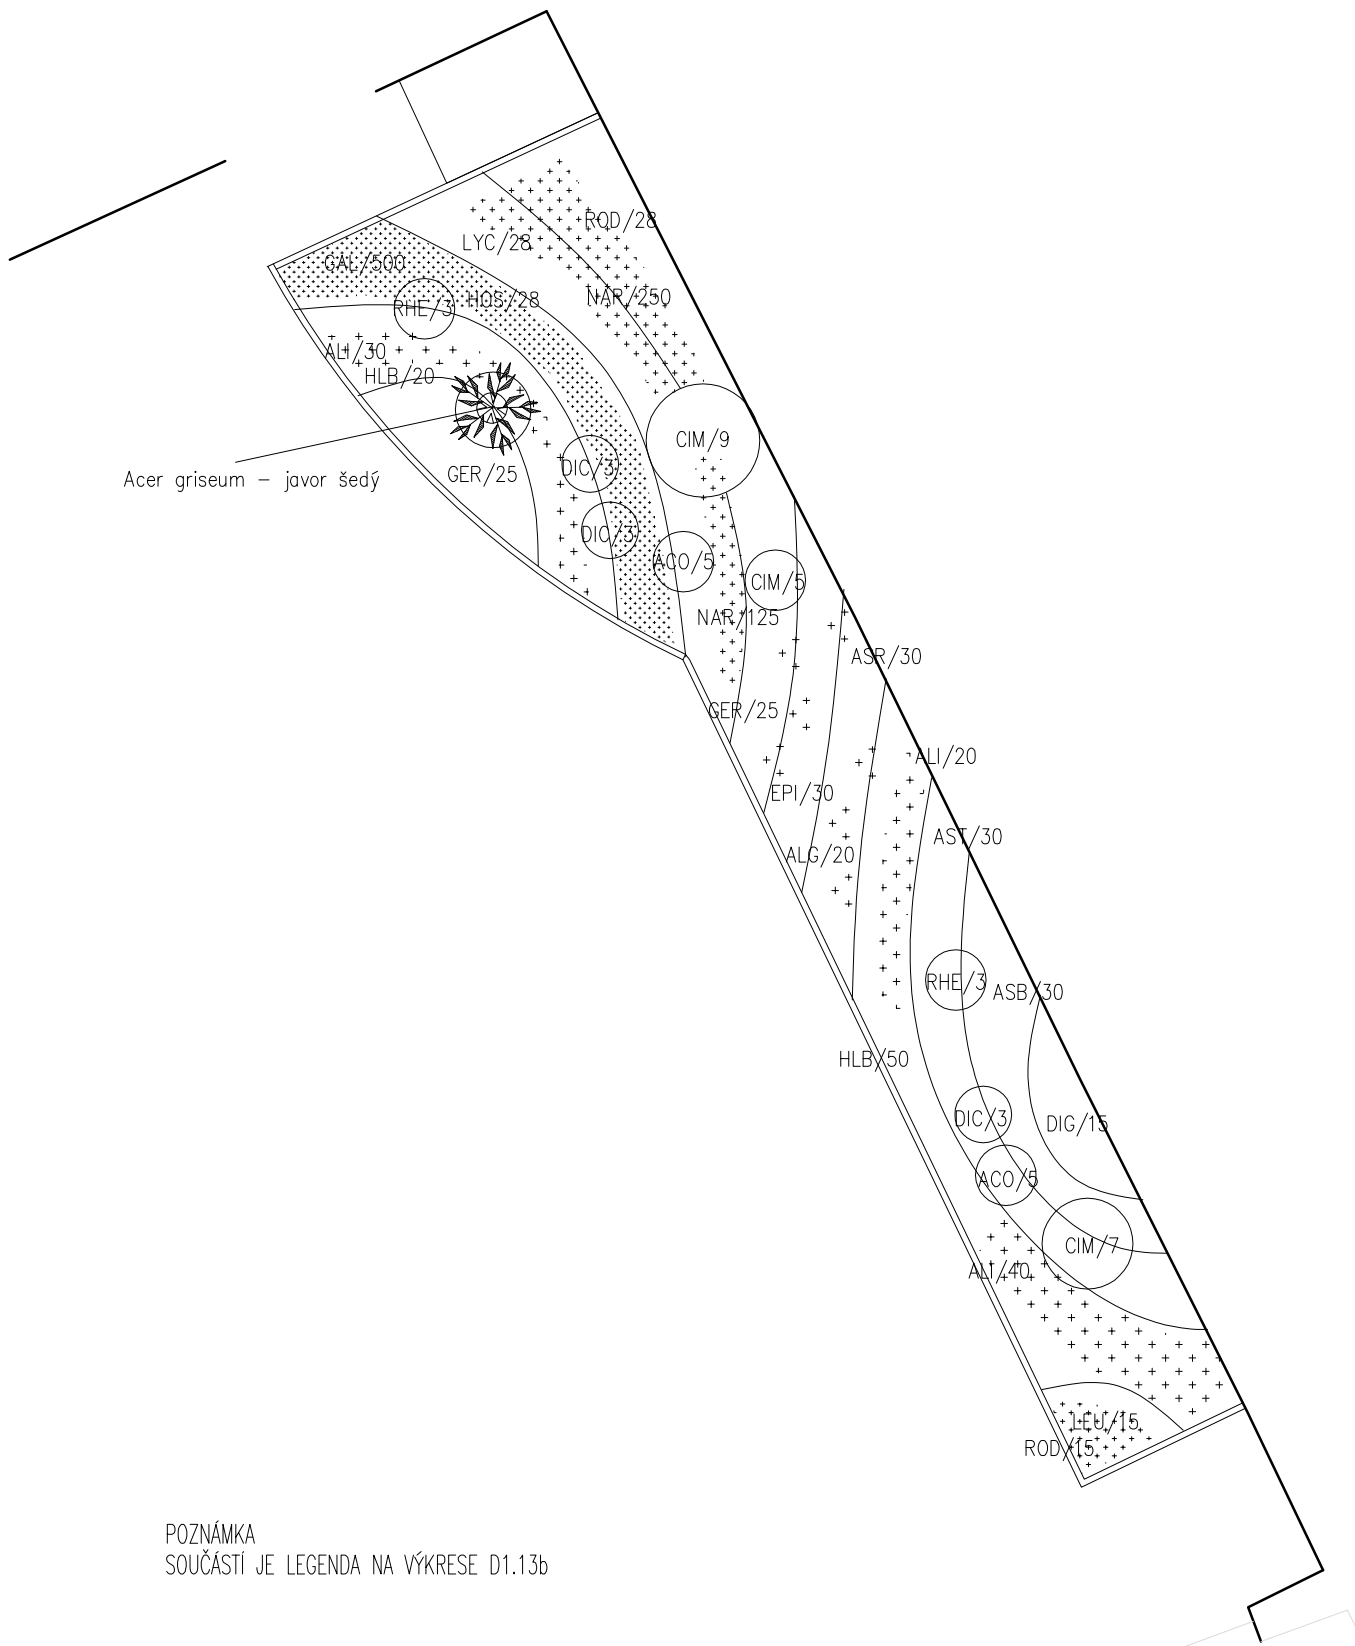 ROD/28
LYC/28
GAL/500
NAR/250
HOS/28
RHE/3
ALI/30
HLB/20
CIM/9
DIC/3
GER/25
Acer griseum – javor šedý
DIC/3
ACO/5
CIM/5
NAR/125
ASR/30
GER/25
ALI/20
EPI/30
AST/30
ALG/20
RHE/3
ASB/30
HLB/50
DIC/3
DIG/15
ACO/5
CIM/7
ALI/40
LEU/15
ROD/15
POZNÁMKA
SOUČÁSTÍ JE LEGENDA NA VÝKRESE D1.13b